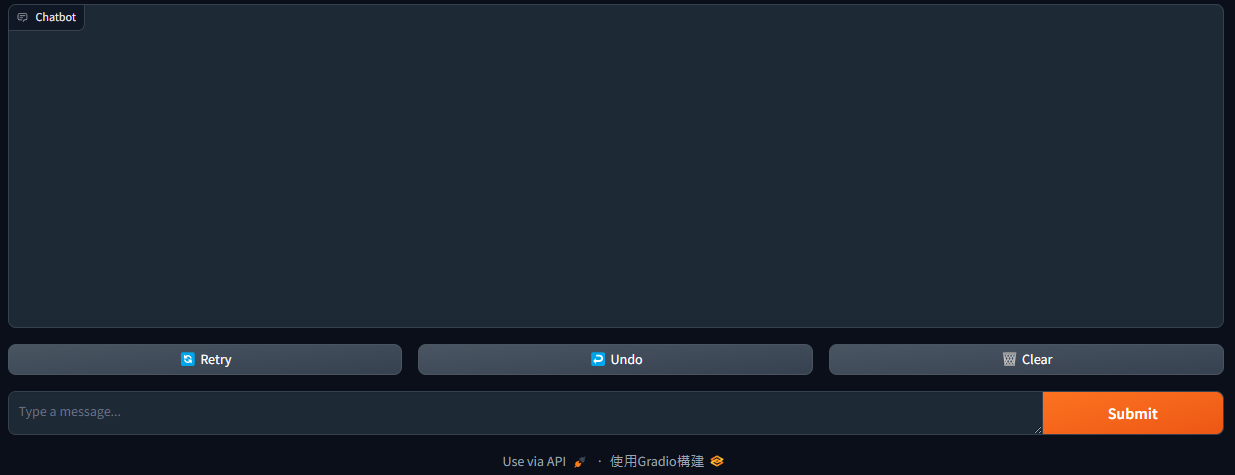 Chatbot
Retry Undo Clear
Type a message...
Submit
Use via API · 使用Gradio構建